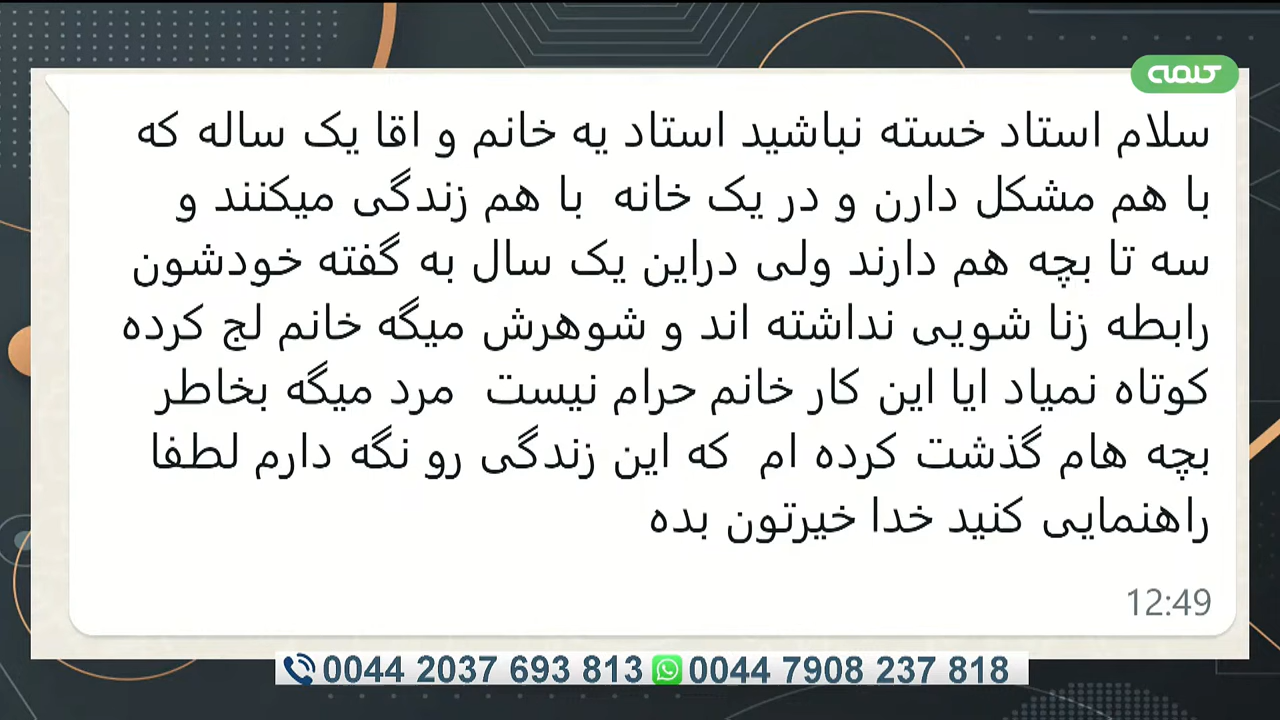 کلمه
سلام استاد خسته نباشید استاد یه خانم و اقا یک ساله که
با هم مشکل دارن و در یک خانه با هم زندگی میکنند و
سه تا بچه هم دارند ولی دراین یک سال به گفته خودشون
رابطه زنا شویی نداشته اند و شوهرش میگه خانم لج کرده
کوتاه نمیاد ایا این کار خانم حرام نیست مرد میگه بخاطر
بچه هام گذشت کرده ام که این زندگی رو نگه دارم لطفا
راهنمایی کنید خدا خیرتون بده
12:49
0044 2037 693 813 0044 7908 237 818